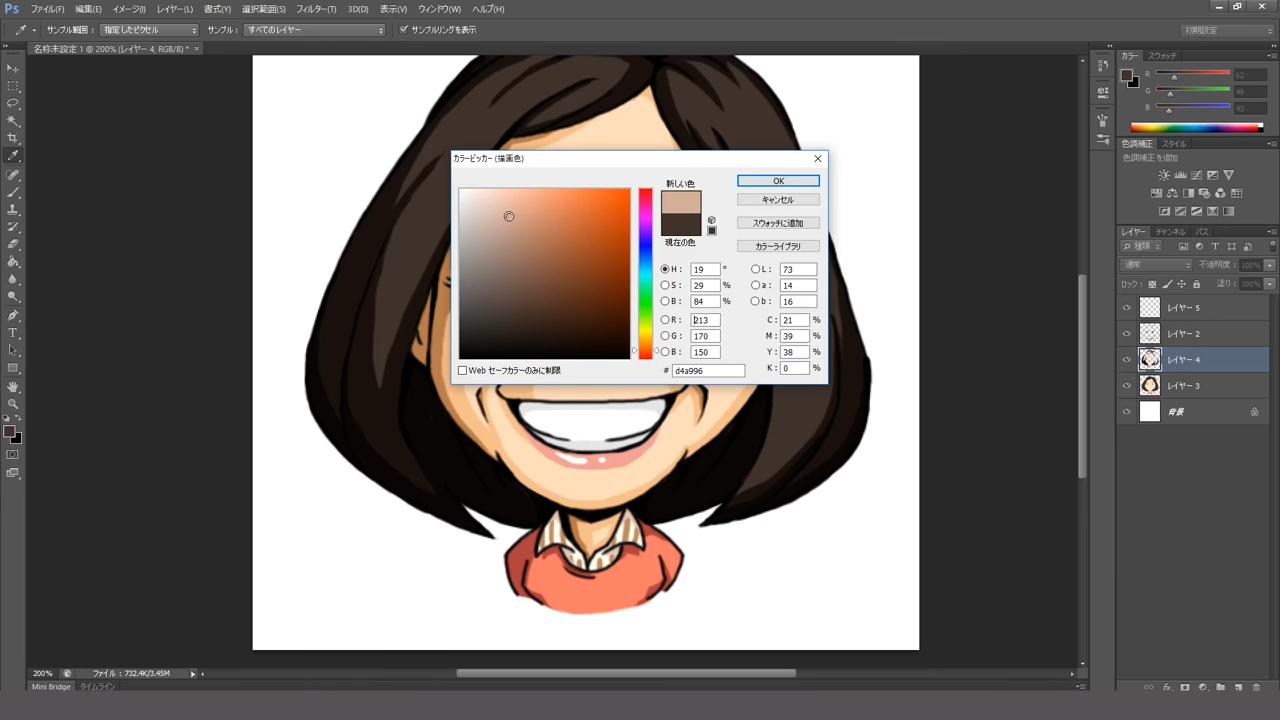 Ps ファイル(F) 編集(E) イメージ(I) レイヤー(L) 書式(Y) 選択範囲(S) フィルター(T) 3D(D) 表示(V) ウィンドウ(W) ヘルプ(H)
サンプル範囲: 指定したピクセル サンプル: すべてのレイヤー サンプルリングを表示 初期設定
名称未設定 1 @ 200% (レイヤー 4, RGB/8) * ×
カラー スウォッチ
R 62
G 49
B 43
色調補正 スタイル
色調補正を追加
レイヤー チャンネル パス
種類
通常 不透明度: 100%
ロック: 塗り: 100%
レイヤー 5
レイヤー 2
レイヤー 4
レイヤー 3
背景
カラーピッカー (描画色)
新しい色
現在の色
OK
キャンセル
スウォッチに追加
カラーライブラリ
H: 19 °
S: 29 %
B: 84 %
R: 213
G: 170
B: 150
L: 73
a: 14
b: 16
C: 21 %
M: 39 %
Y: 38 %
K: 0 %
# d4a996
Web セーフカラーのみに制限
200% ファイル : 732.4K/3.45M
Mini Bridge タイムライン